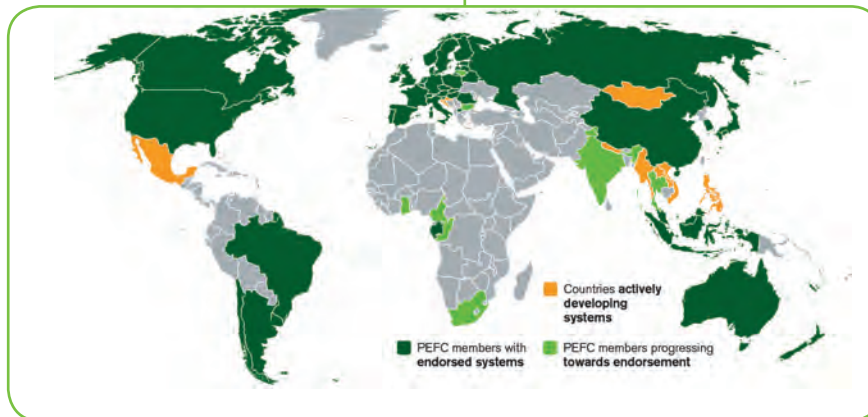 Countries actively
developing
systems
PEFC members with
endorsed systems
PEFC members progressing
towards endorsement